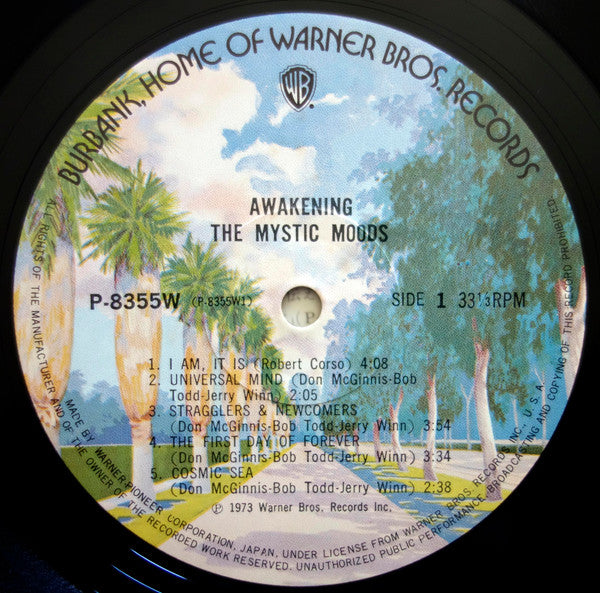 BURBANK, HOME OF WARNER BROS. RECORDS
WB
AWAKENING
THE MYSTIC MOODS
P-8355W (P-8355W1)
SIDE 1 33⅓RPM
1. I AM, IT IS (Robert Corso) 4:08
2. UNIVERSAL MIND (Don McGinnis-Bob
Todd-Jerry Winn) 2:05
3. STRAGGLERS & NEWCOMERS
(Don McGinnis-Bob Todd-Jerry Winn) 3:54
4. THE FIRST DAY OF FOREVER
(Don McGinnis-Bob Todd-Jerry Winn) 3:34
5. COSMIC SEA
(Don McGinnis-Bob Todd-Jerry Winn) 2:38
Ⓟ 1973 Warner Bros. Records Inc.
MADE BY WARNER-PIONEER CORPORATION, JAPAN, UNDER LICENSE FROM WARNER BROS. RECORDS INC., U.S.A.
ALL RIGHTS OF THE MANUFACTURER AND OF THE OWNER OF THE RECORDED WORK RESERVED. UNAUTHORIZED PUBLIC PERFORMANCE, BROADCASTING AND COPYING OF THIS RECORD PROHIBITED.